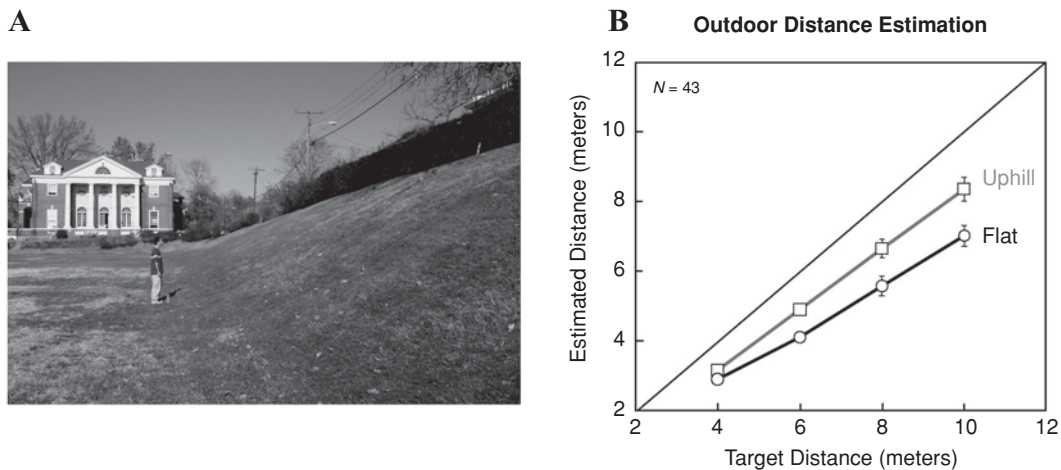 A
B
Outdoor Distance Estimation
N = 43
12
10
8
6
4
2
Estimated Distance (meters)
Uphill
Flat
2
4
6
8
10
12
Target Distance (meters)